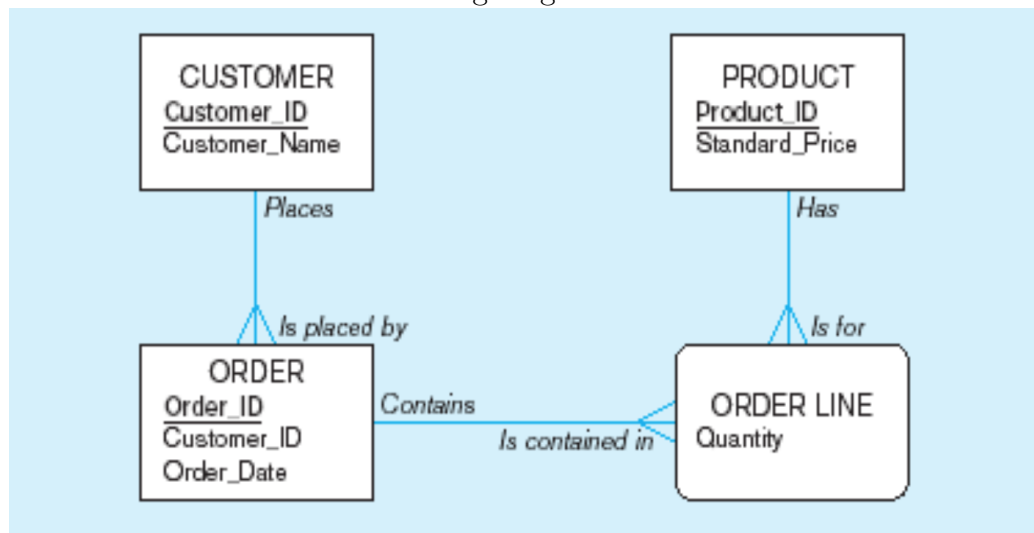 CUSTOMER
Customer_ID
Customer_Name
PRODUCT
Product_ID
Standard_Price
Places
Has
Is placed by
Is for
ORDER
Order_ID
Customer_ID
Order_Date
Contains
Is contained in
ORDER LINE
Quantity